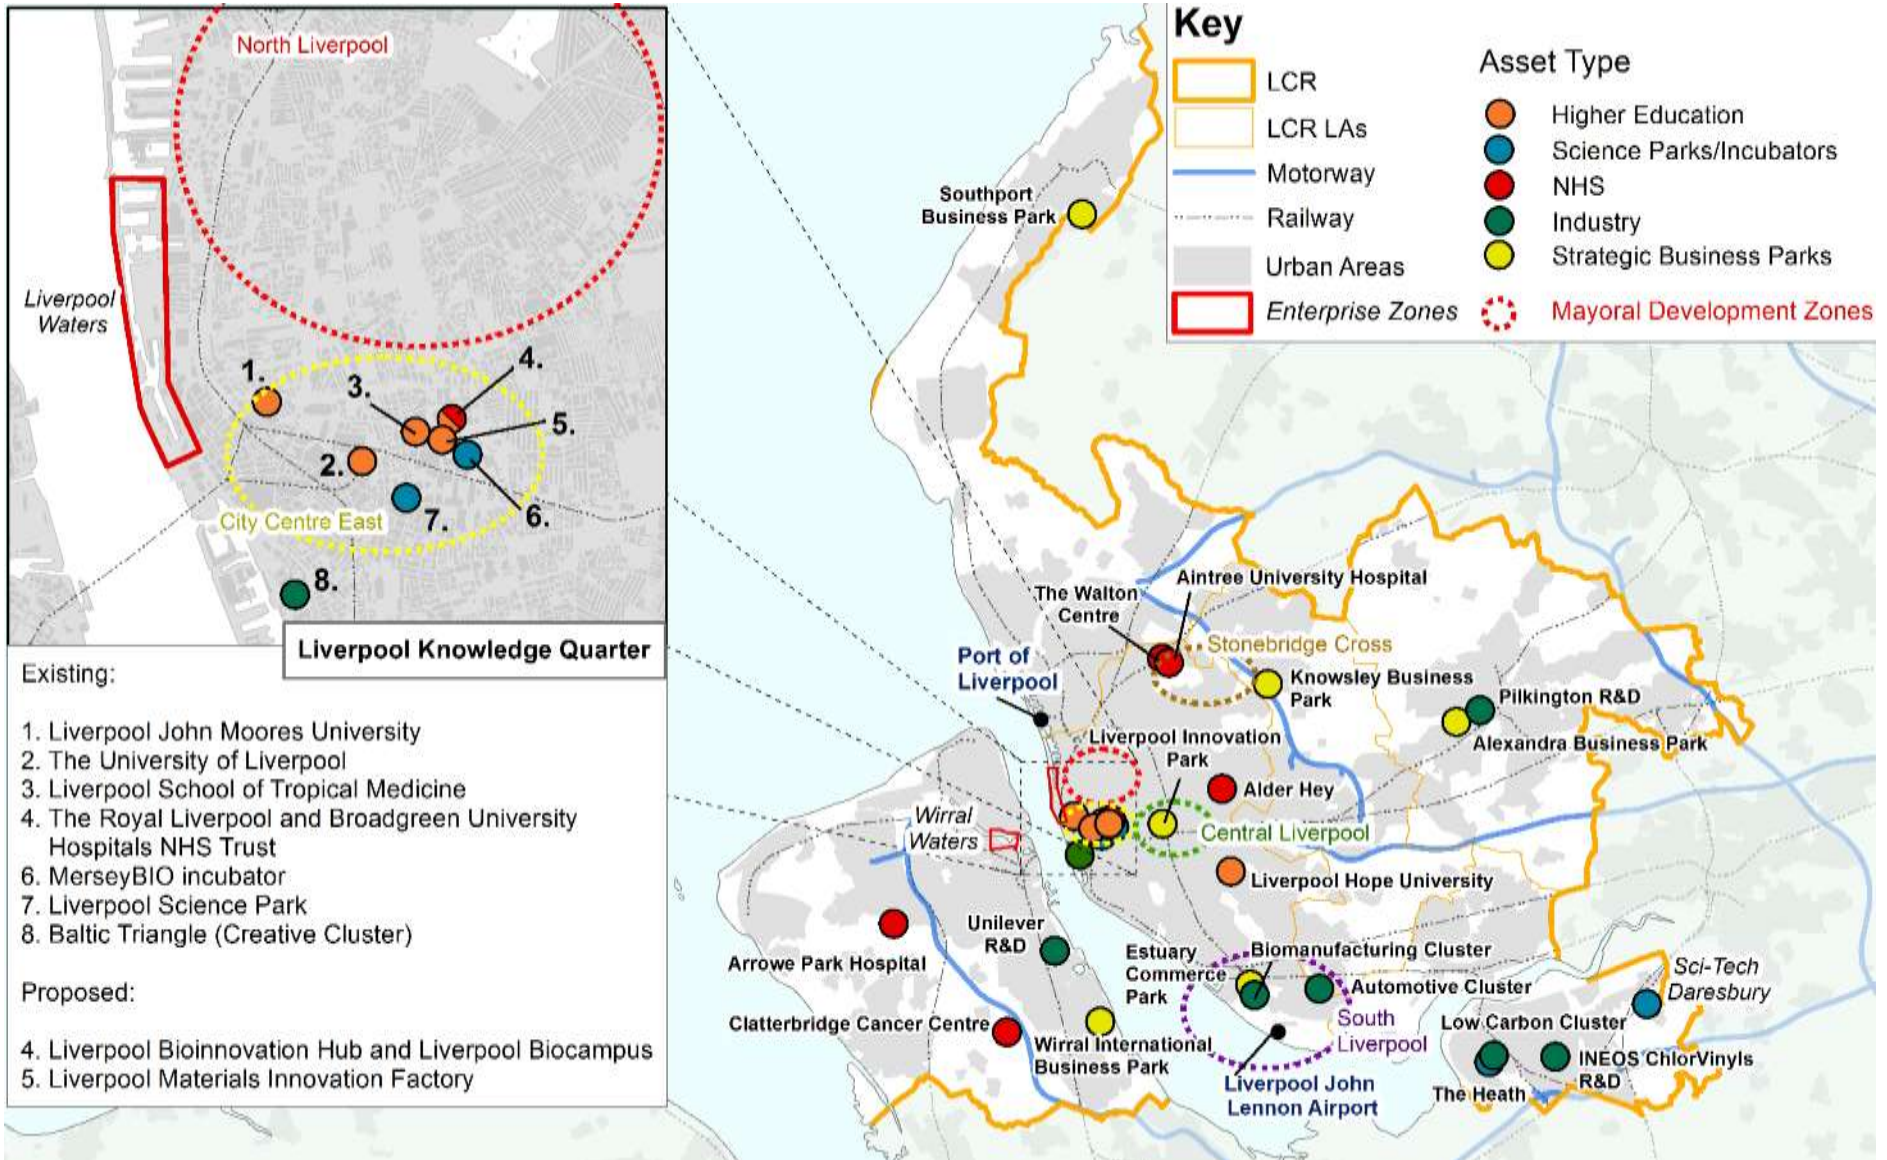 North Liverpool
Liverpool
Waters
1.
3.
4.
5.
2.
6.
7.
City Centre East
8.
Liverpool Knowledge Quarter
Existing:
1. Liverpool John Moores University
2. The University of Liverpool
3. Liverpool School of Tropical Medicine
4. The Royal Liverpool and Broadgreen University
Hospitals NHS Trust
6. MerseyBIO incubator
7. Liverpool Science Park
8. Baltic Triangle (Creative Cluster)
Proposed:
4. Liverpool Bioinnovation Hub and Liverpool Biocampus
5. Liverpool Materials Innovation Factory
Key
LCR
LCR LAs
Motorway
Railway
Urban Areas
Enterprise Zones
Asset Type
Higher Education
Science Parks/Incubators
NHS
Industry
Strategic Business Parks
Mayoral Development Zones
Southport
Business Park
Aintree University Hospital
The Walton
Centre
Stonebridge Cross
Port of
Liverpool
Knowsley Business
Park
Pilkington R&D
Alexandra Business Park
Liverpool Innovation
Park
Alder Hey
Wirral
Waters
Central Liverpool
Liverpool Hope University
Unilever
R&D
Arrowe Park Hospital
Estuary
Commerce
Park
Biomanufacturing Cluster
Automotive Cluster
Sci-Tech
Daresbury
South
Liverpool
Low Carbon Cluster
Clatterbridge Cancer Centre
Wirral International
Business Park
INEOS ChlorVinyls
R&D
The Heath
Liverpool John
Lennon Airport